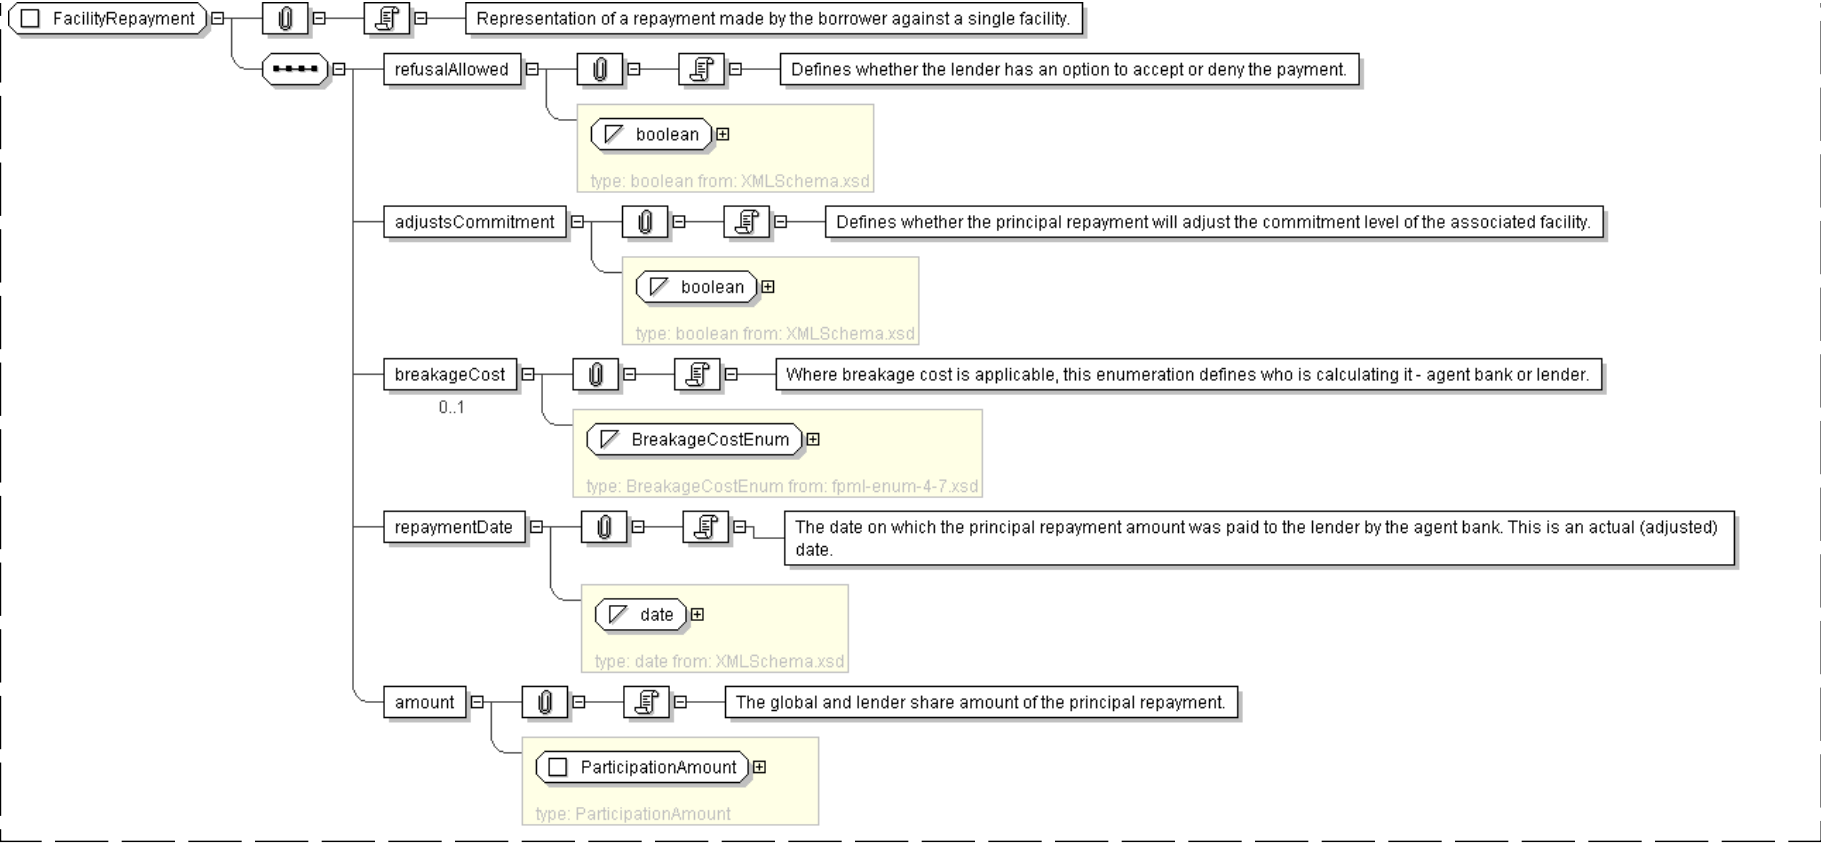 FacilityRepayment
Representation of a repayment made by the borrower against a single facility.
refusalAllowed
Defines whether the lender has an option to accept or deny the payment.
boolean
type: boolean from: XMLSchema.xsd
adjustsCommitment
Defines whether the principal repayment will adjust the commitment level of the associated facility.
boolean
type: boolean from: XMLSchema.xsd
breakageCost
Where breakage cost is applicable, this enumeration defines who is calculating it - agent bank or lender.
0..1
BreakageCostEnum
type: BreakageCostEnum from: fpml-enum-4-7.xsd
repaymentDate
The date on which the principal repayment amount was paid to the lender by the agent bank. This is an actual (adjusted)
date.
date
type: date from: XMLSchema.xsd
amount
The global and lender share amount of the principal repayment.
ParticipationAmount
type: ParticipationAmount